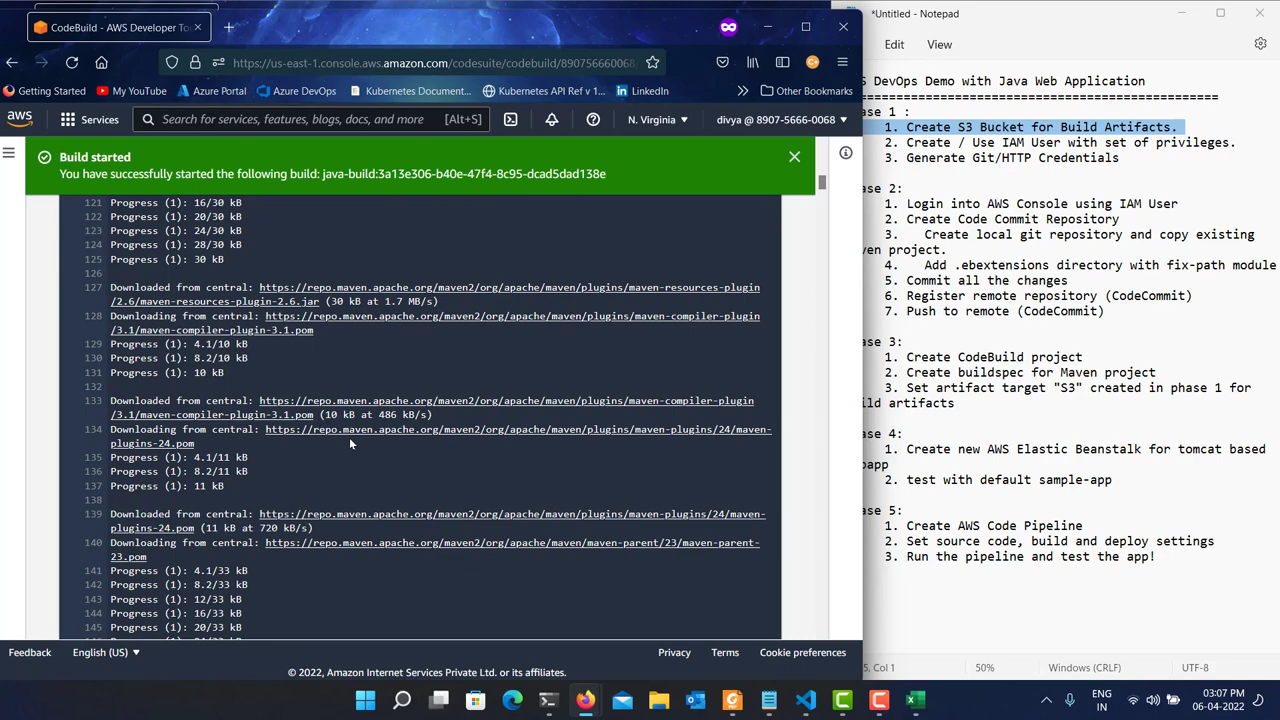 CodeBuild - AWS Developer To
*Untitled - Notepad
https://us-east-1.console.aws.amazon.com/codesuite/codebuild/890756660068
Edit
View
Getting Started
My YouTube
Azure Portal
Azure DevOps
Kubernetes Document...
Kubernetes API Ref v 1...
LinkedIn
Other Bookmarks
aws
Services
Search for services, features, blogs, docs, and more
[Alt+S]
N. Virginia
divya @ 8907-5666-0068
Build started
You have successfully started the following build: java-build:3a13e306-b40e-47f4-8c95-dcad5dad138e
121 Progress (1): 16/30 kB
122 Progress (1): 20/30 kB
123 Progress (1): 24/30 kB
124 Progress (1): 28/30 kB
125 Progress (1): 30 kB
126
127 Downloaded from central: https://repo.maven.apache.org/maven2/org/apache/maven/plugins/maven-resources-plugin
/2.6/maven-resources-plugin-2.6.jar (30 kB at 1.7 MB/s)
128 Downloading from central: https://repo.maven.apache.org/maven2/org/apache/maven/plugins/maven-compiler-plugin
/3.1/maven-compiler-plugin-3.1.pom
129 Progress (1): 4.1/10 kB
130 Progress (1): 8.2/10 kB
131 Progress (1): 10 kB
132
133 Downloaded from central: https://repo.maven.apache.org/maven2/org/apache/maven/plugins/maven-compiler-plugin
/3.1/maven-compiler-plugin-3.1.pom (10 kB at 486 kB/s)
134 Downloading from central: https://repo.maven.apache.org/maven2/org/apache/maven/plugins/maven-plugins/24/maven-
plugins-24.pom
135 Progress (1): 4.1/11 kB
136 Progress (1): 8.2/11 kB
137 Progress (1): 11 kB
138
139 Downloaded from central: https://repo.maven.apache.org/maven2/org/apache/maven/plugins/maven-plugins/24/maven-
plugins-24.pom (11 kB at 720 kB/s)
140 Downloading from central: https://repo.maven.apache.org/maven2/org/apache/maven/maven-parent/23/maven-parent-
23.pom
141 Progress (1): 4.1/33 kB
142 Progress (1): 8.2/33 kB
143 Progress (1): 12/33 kB
144 Progress (1): 16/33 kB
145 Progress (1): 20/33 kB
S DevOps Demo with Java Web Application
==================================================
ase 1 :
1. Create S3 Bucket for Build Artifacts.
2. Create / Use IAM User with set of privileges.
3. Generate Git/HTTP Credentials
ase 2:
1. Login into AWS Console using IAM User
2. Create Code Commit Repository
3. Create local git repository and copy existing
ven project.
4. Add .ebextensions directory with fix-path module
5. Commit all the changes
6. Register remote repository (CodeCommit)
7. Push to remote (CodeCommit)
ase 3:
1. Create CodeBuild project
2. Create buildspec for Maven project
3. Set artifact target "S3" created in phase 1 for
ild artifacts
ase 4:
1. Create new AWS Elastic Beanstalk for tomcat based
bapp
2. test with default sample-app
ase 5:
1. Create AWS Code Pipeline
2. Set source code, build and deploy settings
3. Run the pipeline and test the app!
Feedback
English (US)
Privacy
Terms
Cookie preferences
© 2022, Amazon Internet Services Private Ltd. or its affiliates.
5, Col 1
50%
Windows (CRLF)
UTF-8
ENG
IN
03:07 PM
06-04-2022